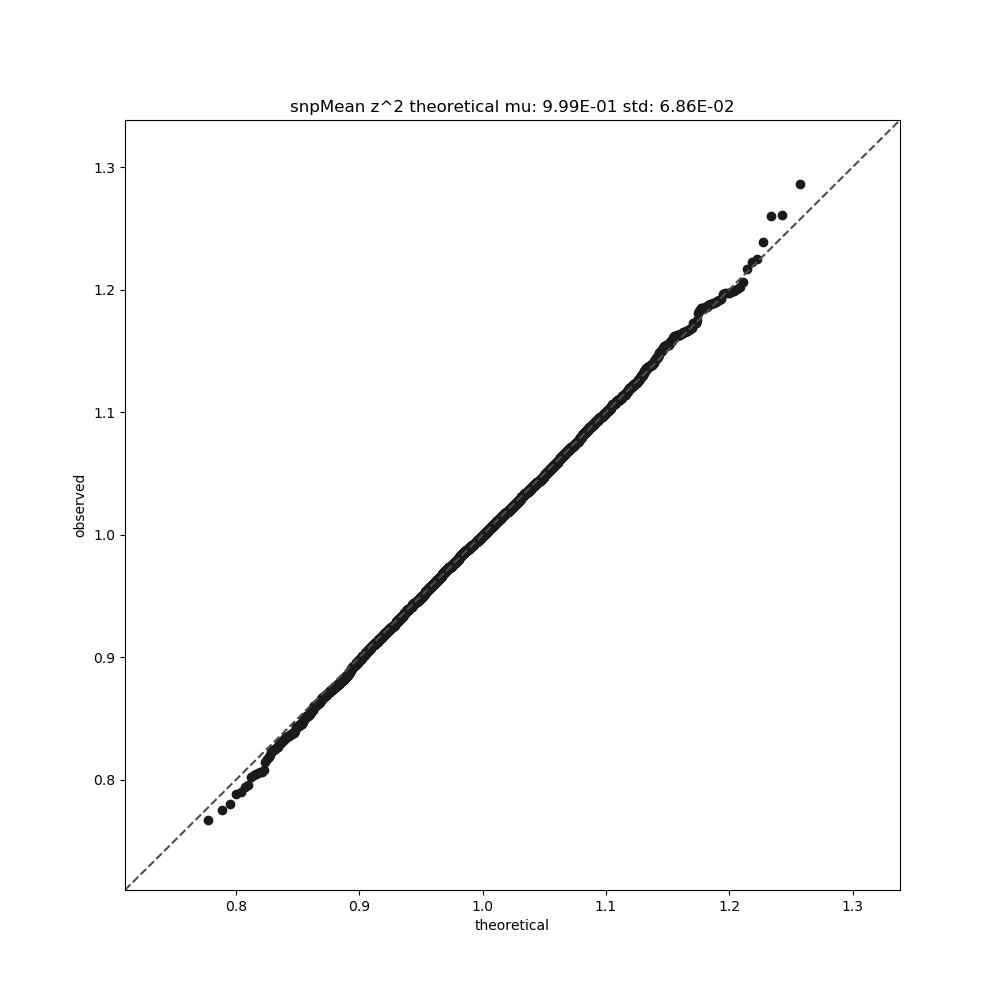 snpMean z^2 theoretical mu: 9.99E-01 std: 6.86E-02
1.3
1.2
1.1
1.0
0.9
0.8
observed
0.8 0.9 1.0 1.1 1.2 1.3
theoretical